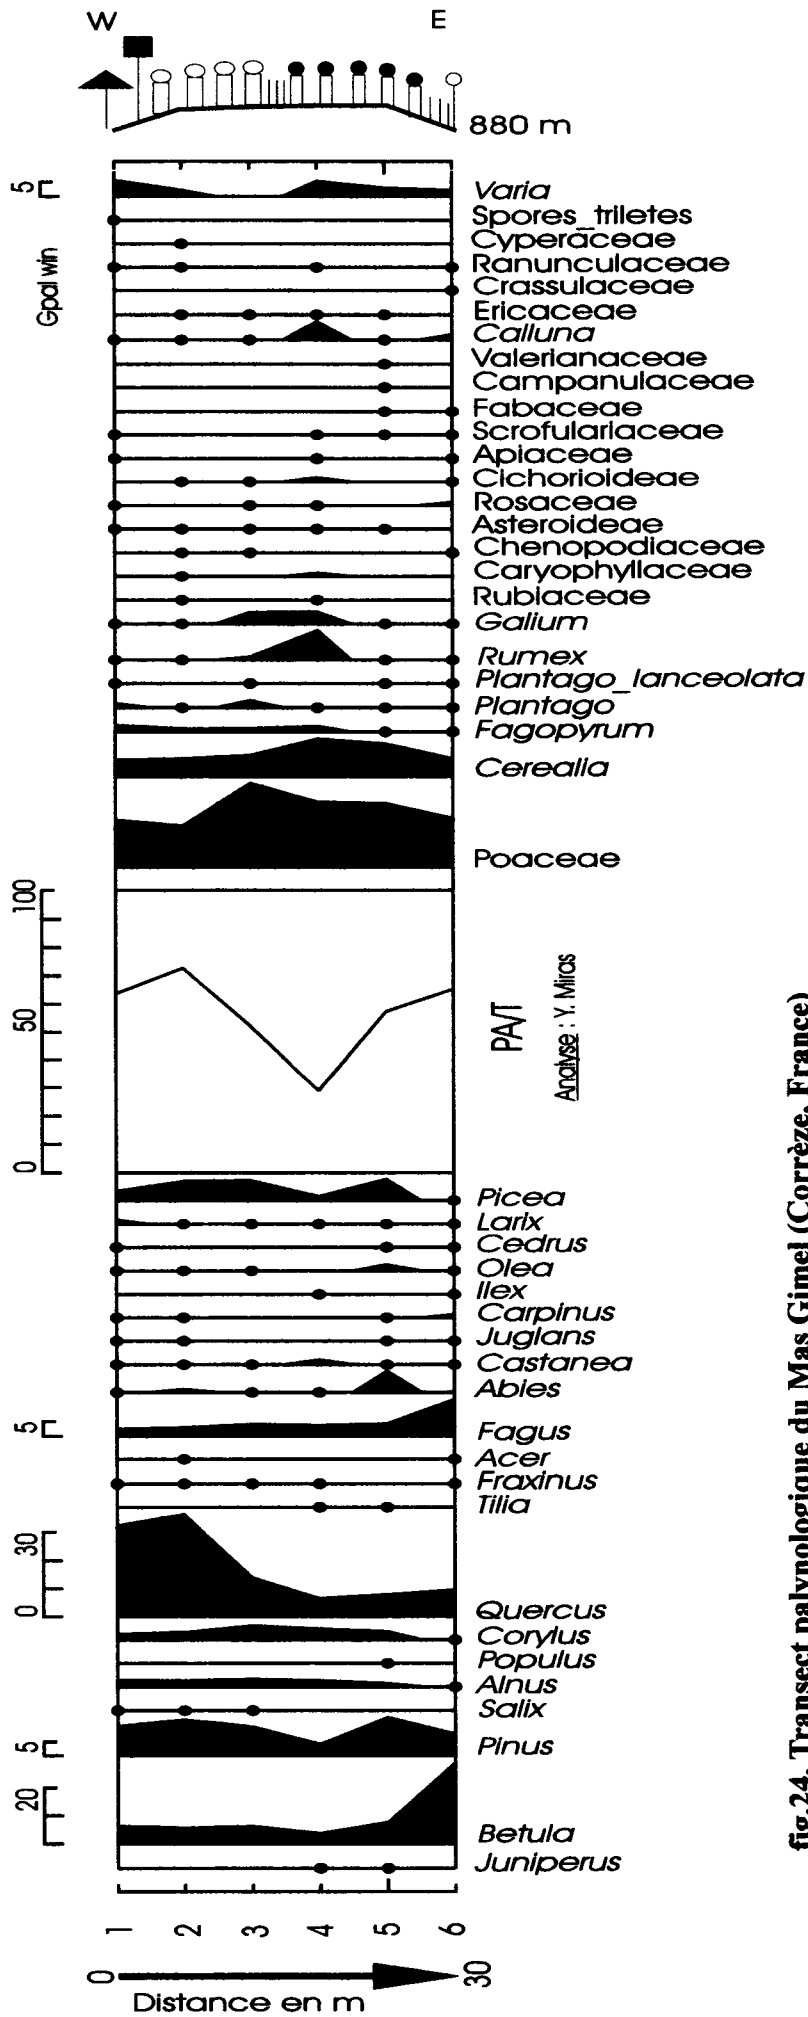 W
E
880 m
5
Gpal win
Varia
Spores_triletes
Cyperaceae
Ranunculaceae
Crassulaceae
Ericaceae
Calluna
Valerianaceae
Campanulaceae
Fabaceae
Scrofulariaceae
Apiaceae
Cichorioideae
Rosaceae
Asteroideae
Chenopodiaceae
Caryophyllaceae
Rubiaceae
Galium
Rumex
Plantago_lanceolata
Plantago
Fagopyrum
Cerealia
Poaceae
100
50
0
PA/T
Analyse : Y. Miras
Picea
Larix
Cedrus
Olea
Ilex
Carpinus
Juglans
Castanea
Abies
5
Fagus
Acer
Fraxinus
Tilia
30
0
Quercus
Corylus
Populus
Alnus
Salix
5
Pinus
20
Betula
Juniperus
1 2 3 4 5 6
0
30
Distance en m
fig.24. Transect palynologique du Mas Gimel (Corrèze, France)